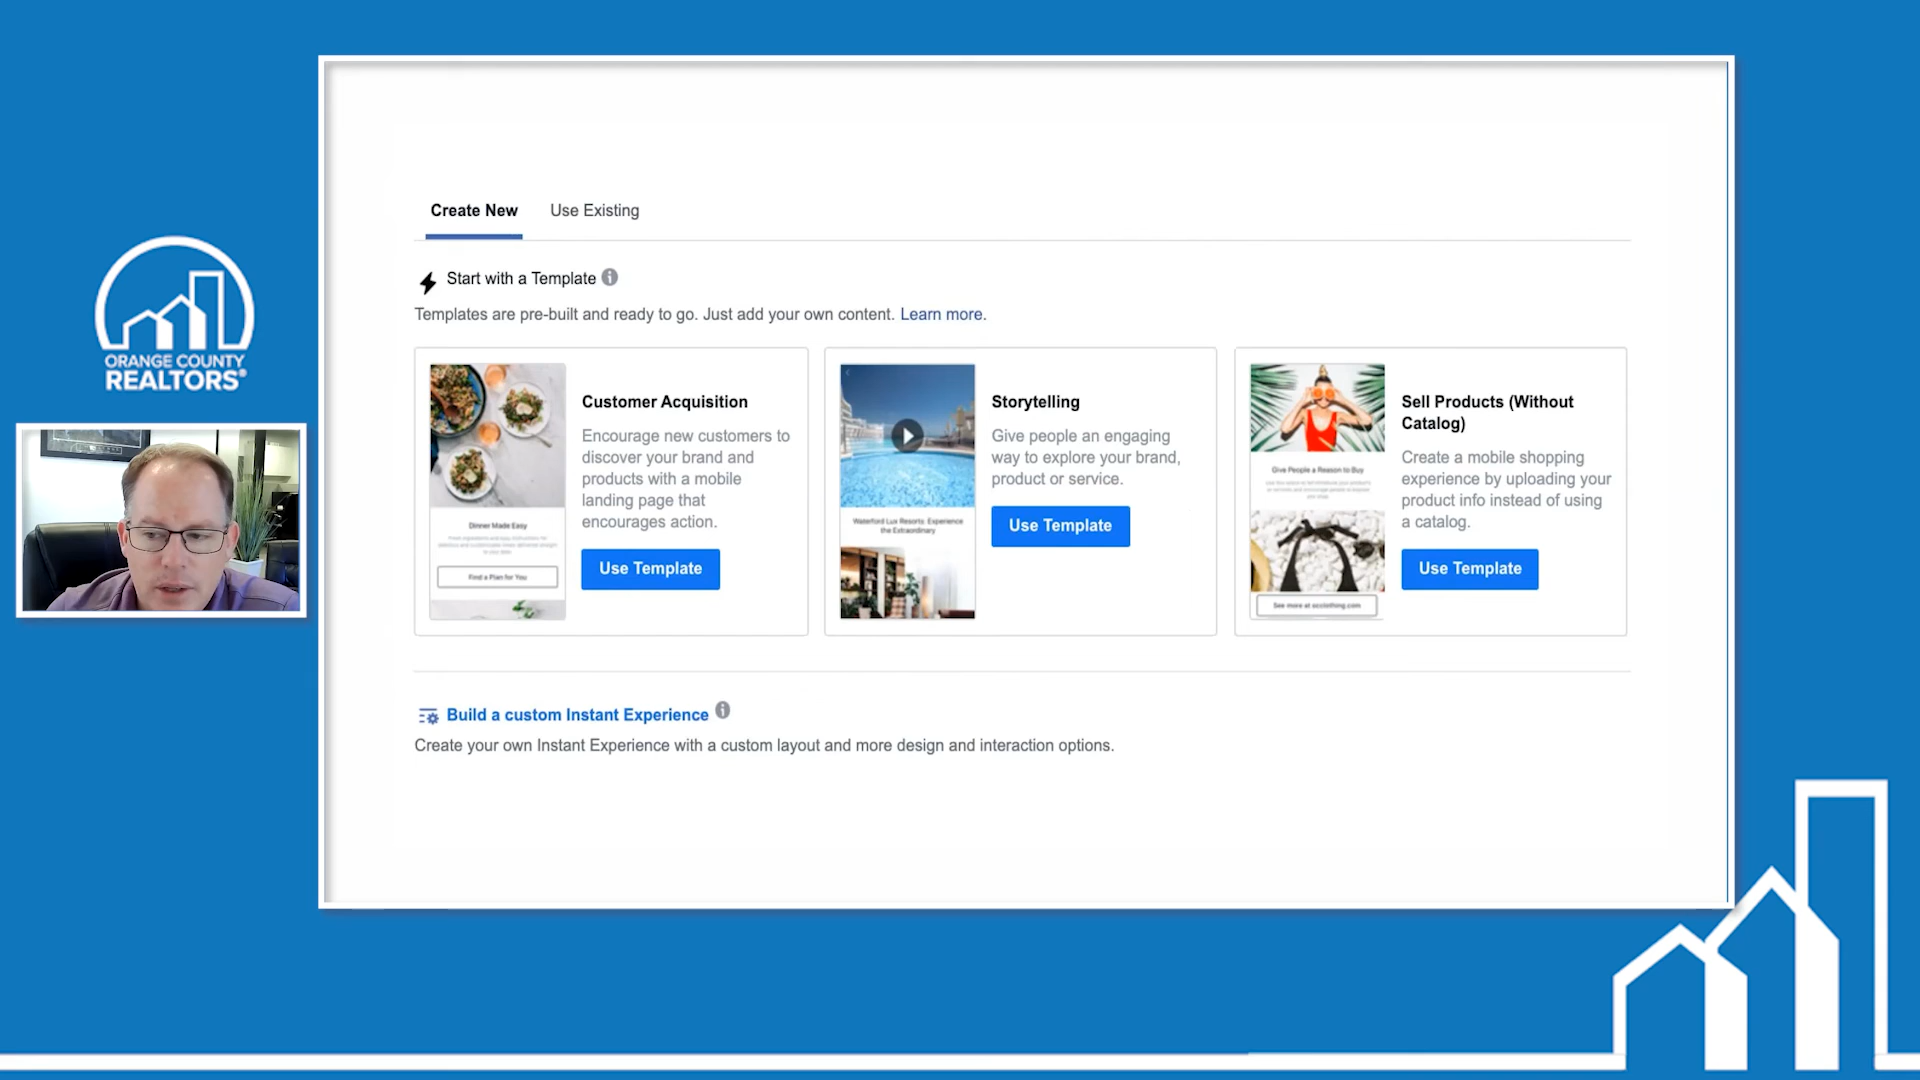 Create New
Use Existing
Start with a Template
Templates are pre-built and ready to go. Just add your own content. Learn more.
ORANGE COUNTY
REALTORS®
Customer Acquisition
Encourage new customers to
discover your brand and
products with a mobile
landing page that
encourages action.
Use Template
Dinner Made Easy
Find a Plan for You
Storytelling
Give people an engaging
way to explore your brand,
product or service.
Use Template
Waterford Lux Resorts: Experience
the Extraordinary
Sell Products (Without
Catalog)
Create a mobile shopping
experience by uploading your
product info instead of using
a catalog.
Use Template
Give People a Reason to Buy
See more at scclothing.com
Build a custom Instant Experience
Create your own Instant Experience with a custom layout and more design and interaction options.